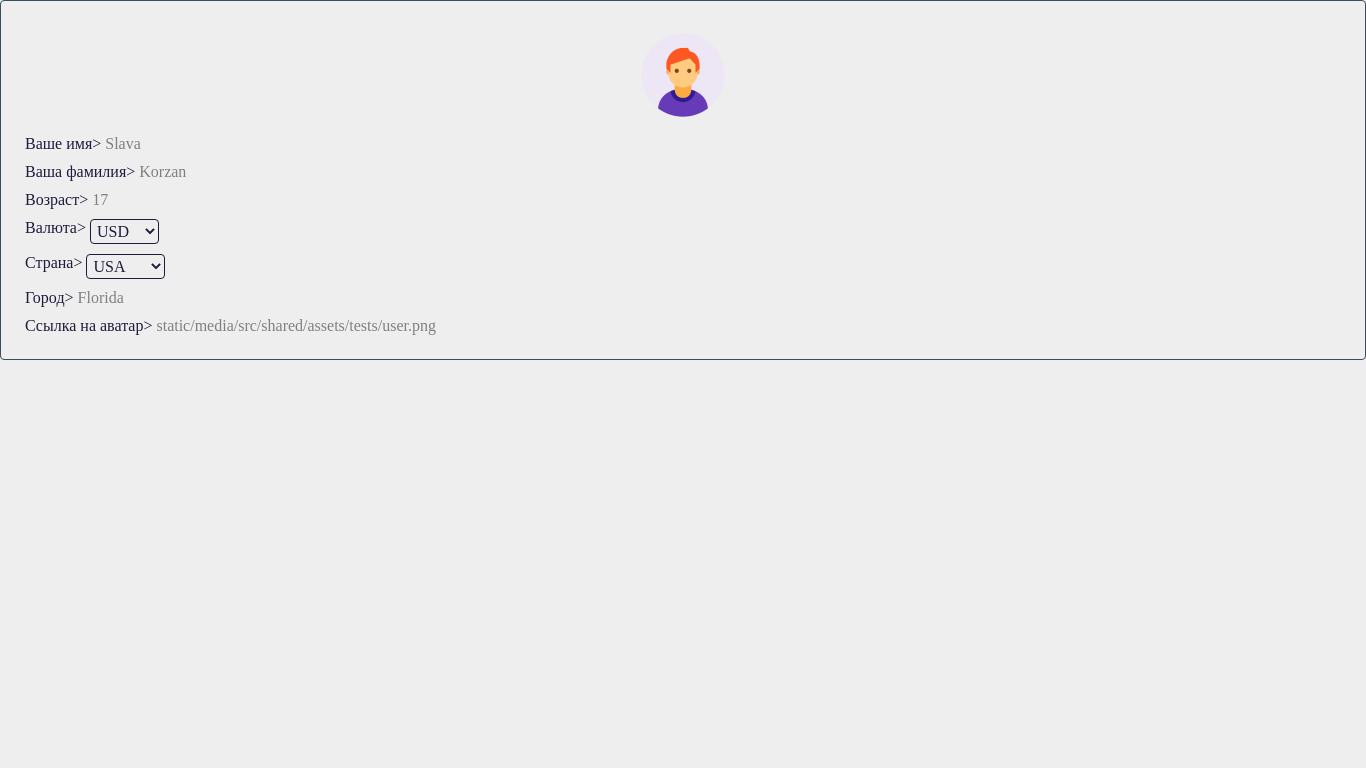 Ваше имя> Slava
Ваша фамилия> Korzan
Возраст> 17
Валюта> USD
Страна> USA
Город> Florida
Ссылка на аватар> static/media/src/shared/assets/tests/user.png